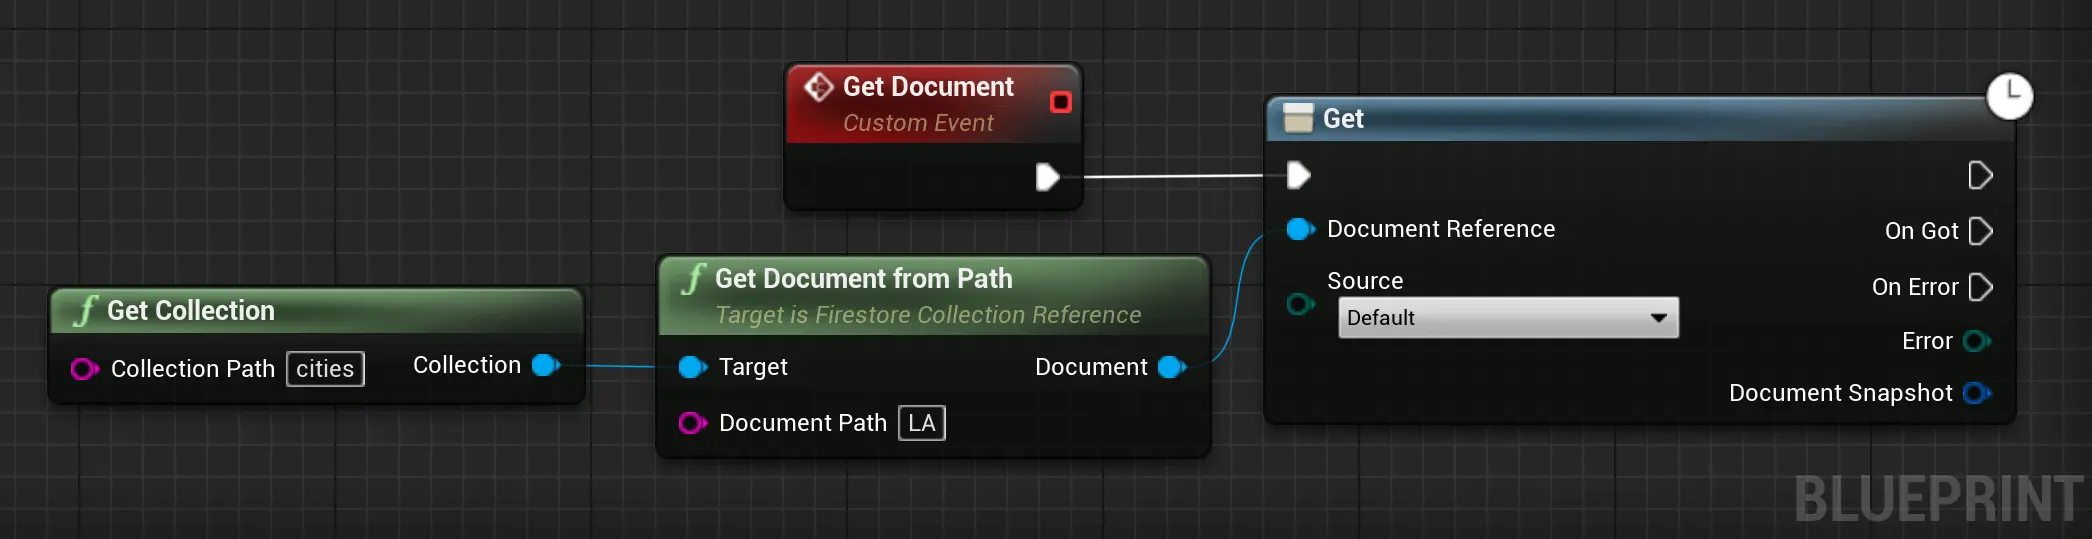 Get Document
Custom Event
Get
Document Reference
On Got
Source
Default
On Error
Error
Document Snapshot
Get Document from Path
Target is Firestore Collection Reference
Target
Document
Document Path LA
Get Collection
Collection Path cities
Collection
BLUEPRINT